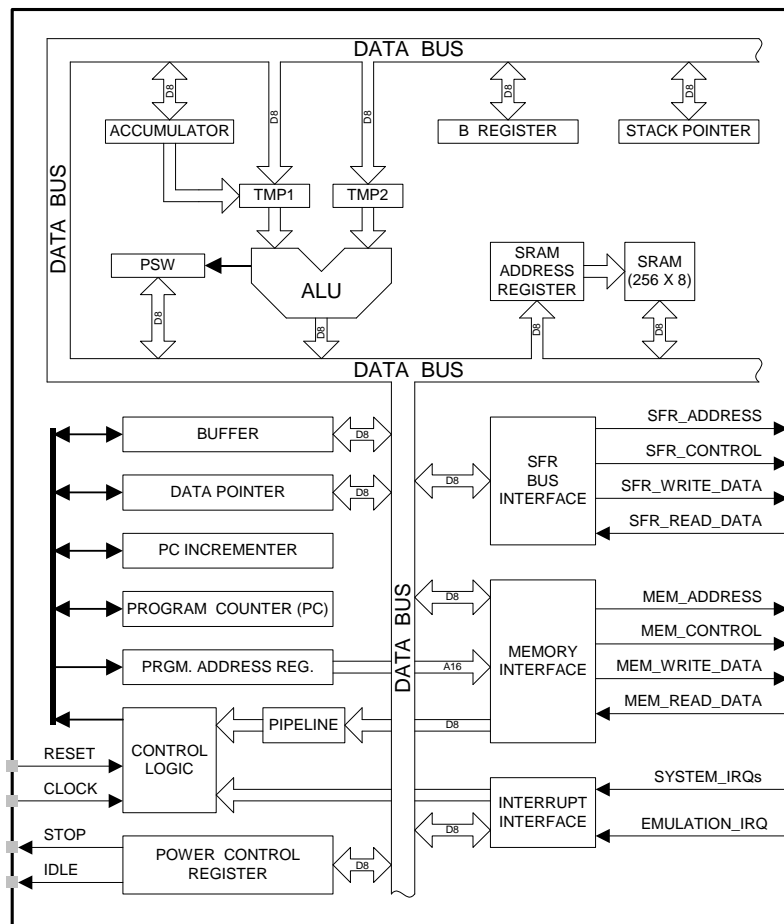 DATA BUS
D8
D8
D8
D8
D8
ACCUMULATOR
B REGISTER
STACK POINTER
DATA BUS
TMP1
TMP2
PSW
ALU
SRAM
ADDRESS
REGISTER
SRAM
(256 X 8)
D8
D8
D8
D8
DATA BUS
BUFFER
D8
DATA POINTER
D8
PC INCREMENTER
PROGRAM COUNTER (PC)
PRGM. ADDRESS REG.
A16
DATA BUS
D8
SFR
BUS
INTERFACE
SFR_ADDRESS
SFR_CONTROL
SFR_WRITE_DATA
SFR_READ_DATA
D8
MEMORY
INTERFACE
MEM_ADDRESS
MEM_CONTROL
MEM_WRITE_DATA
MEM_READ_DATA
CONTROL
LOGIC
PIPELINE
D8
RESET
CLOCK
INTERRUPT
INTERFACE
SYSTEM_IRQs
EMULATION_IRQ
D8
STOP
IDLE
POWER CONTROL
REGISTER
D8